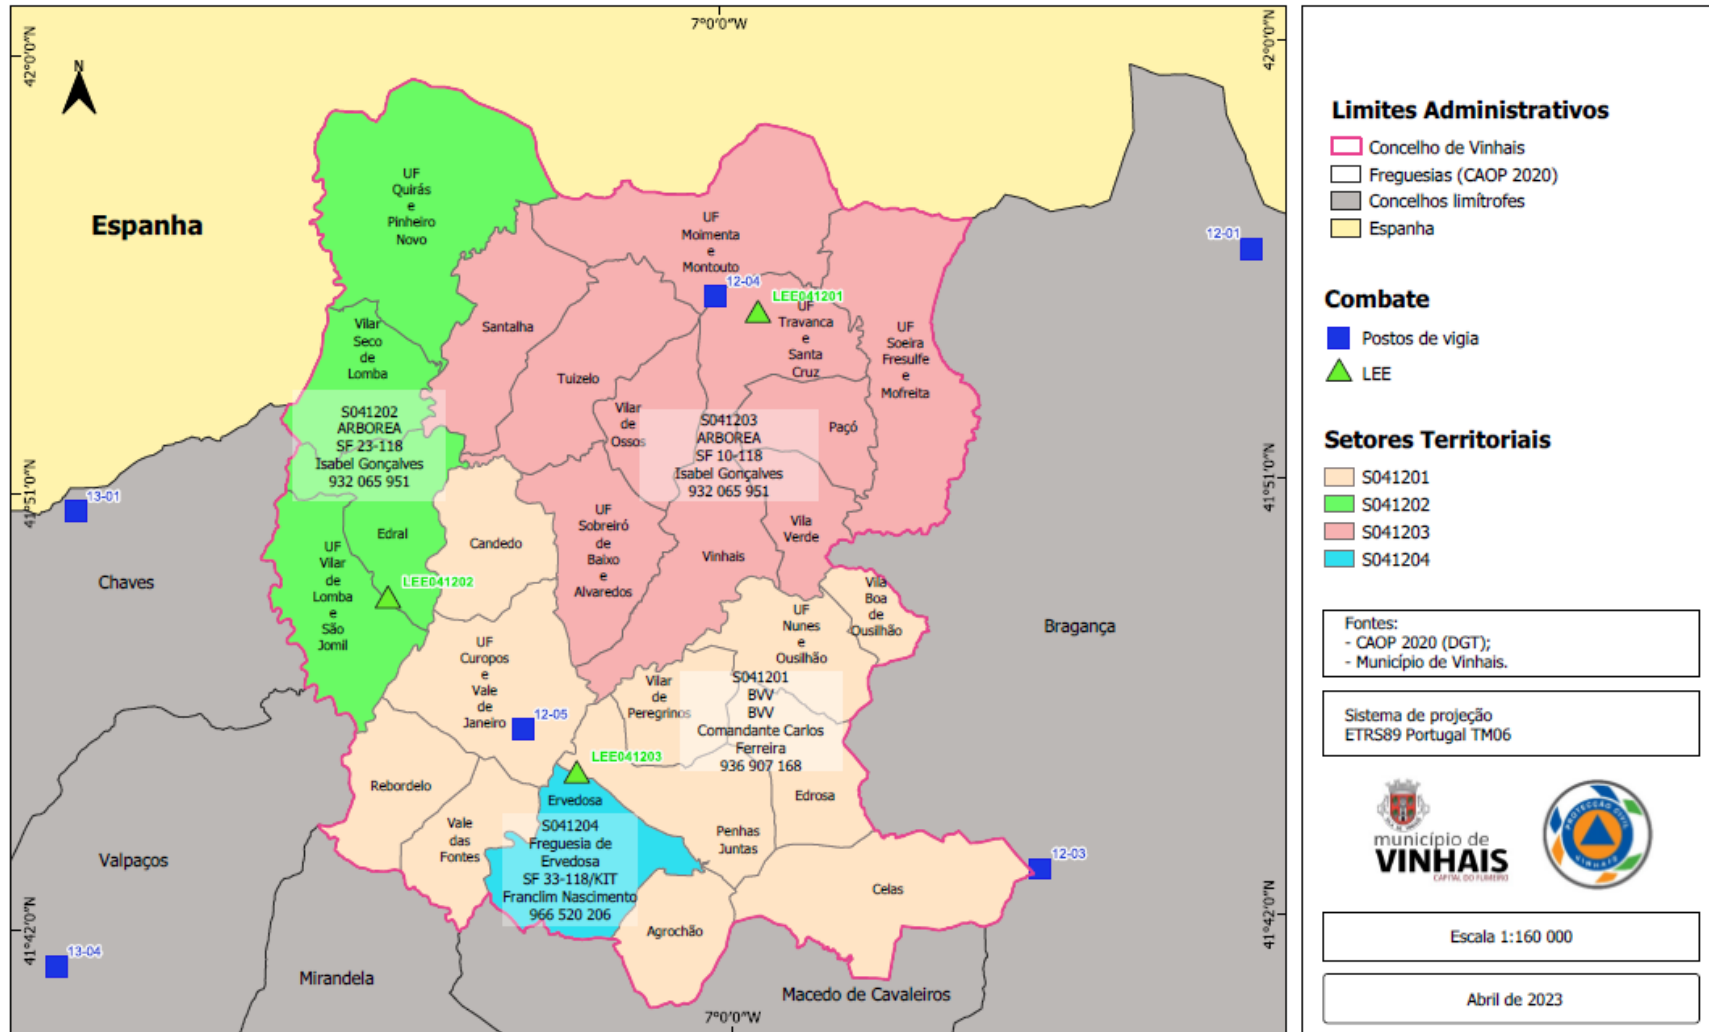 7°0'0"W
42°0'0"N
42°0'0"N
N
Espanha
UF
Quirás
e
Pinheiro
Novo
UF
Moimenta
e
Montouto
12-01
12-04
LEE041201
Santalha
Vilar
Seco
de
Lomba
UF
Travanca
e
Santa
Cruz
UF
Soeira
Fresulfe
e
Mofreita
Tuizelo
Vilar
de
Ossos
Paçó
S041202
ARBOREA
SF 23-118
Isabel Gonçalves
932 065 951
S041203
ARBOREA
SF 10-118
Isabel Gonçalves
932 065 951
41°51'0"N
41°51'0"N
13-01
Edral
Candedo
UF
Sobreiró
de
Baixo
e
Alvaredos
Vila
Verde
Vinhais
UF
Vilar
de
Lomba
e
São
Jomil
LEE041202
Chaves
Vila
Boa
de
Ousilhão
UF
Nunes
e
Ousilhão
Bragança
UF
Curopos
e
Vale
de
Janeiro
Vilar
de
Peregrinos
S041201
BVV
BVV
Comandante Carlos
Ferreira
936 907 168
12-05
LEE041203
Rebordelo
Ervedosa
Edrosa
Vale
das
Fontes
S041204
Freguesia de
Ervedosa
SF 33-118/KIT
Franclim Nascimento
966 520 206
Penhas
Juntas
12-03
Valpaços
Celas
Agrochão
41°42'0"N
41°42'0"N
13-04
Mirandela
Macedo de Cavaleiros
7°0'0"W
Limites Administrativos
Concelho de Vinhais
Freguesias (CAOP 2020)
Concelhos limítrofes
Espanha
Combate
Postos de vigia
LEE
Setores Territoriais
S041201
S041202
S041203
S041204
Fontes:
- CAOP 2020 (DGT);
- Município de Vinhais.
Sistema de projeção
ETRS89 Portugal TM06
município de
VINHAIS
CAPITAL DO FUMEIRO
PROTECÇÃO CIVIL
VINHAIS
Escala 1:160 000
Abril de 2023